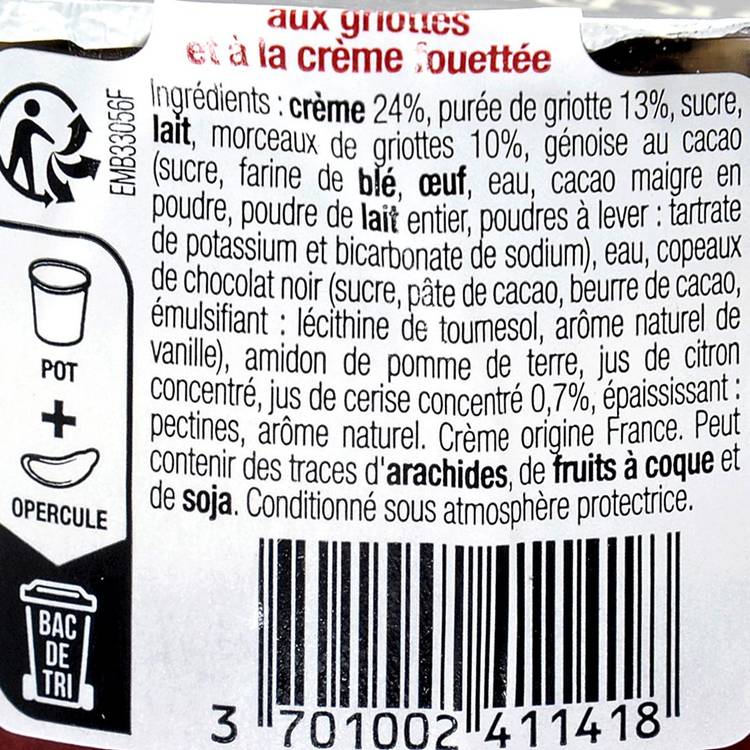 aux griottes
et à la crème fouettée
EMB33056F
Ingrédients : crème 24%, purée de griotte 13%, sucre,
lait, morceaux de griottes 10%, génoise au cacao
(sucre, farine de blé, œuf, eau, cacao maigre en
poudre, poudre de lait entier, poudres à lever : tartrate
de potassium et bicarbonate de sodium), eau, copeaux
de chocolat noir (sucre, pâte de cacao, beurre de cacao,
émulsifiant : lécithine de tournesol, arôme naturel de
vanille), amidon de pomme de terre, jus de citron
concentré, jus de cerise concentré 0,7%, épaississant :
pectines, arôme naturel. Crème origine France. Peut
contenir des traces d'arachides, de fruits à coque et
de soja. Conditionné sous atmosphère protectrice.
POT
+
OPERCULE
BAC
DE
TRI
3 701002 411418